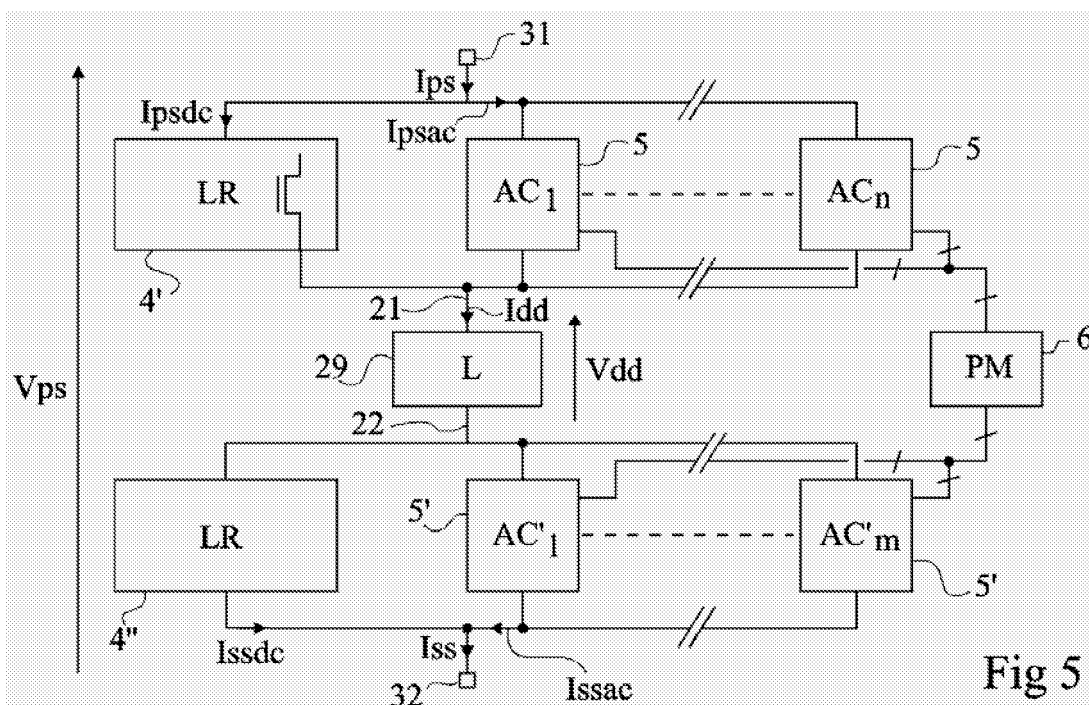 31
Ips
Ipsdc
Ipsac
5
5
LR
AC1
ACn
4'
21
Idd
6
29
L
Vdd
PM
Vps
22
5'
LR
AC'1
AC'm
5'
4"
Issdc
Iss
Issac
32
Fig 5